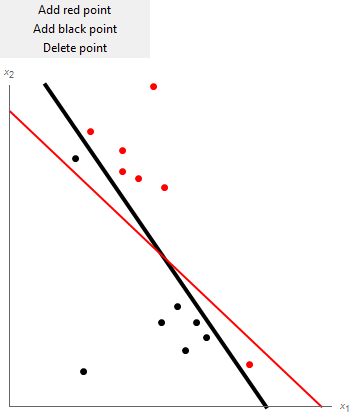 Add red point
Add black point
Delete point
x₂
x₁